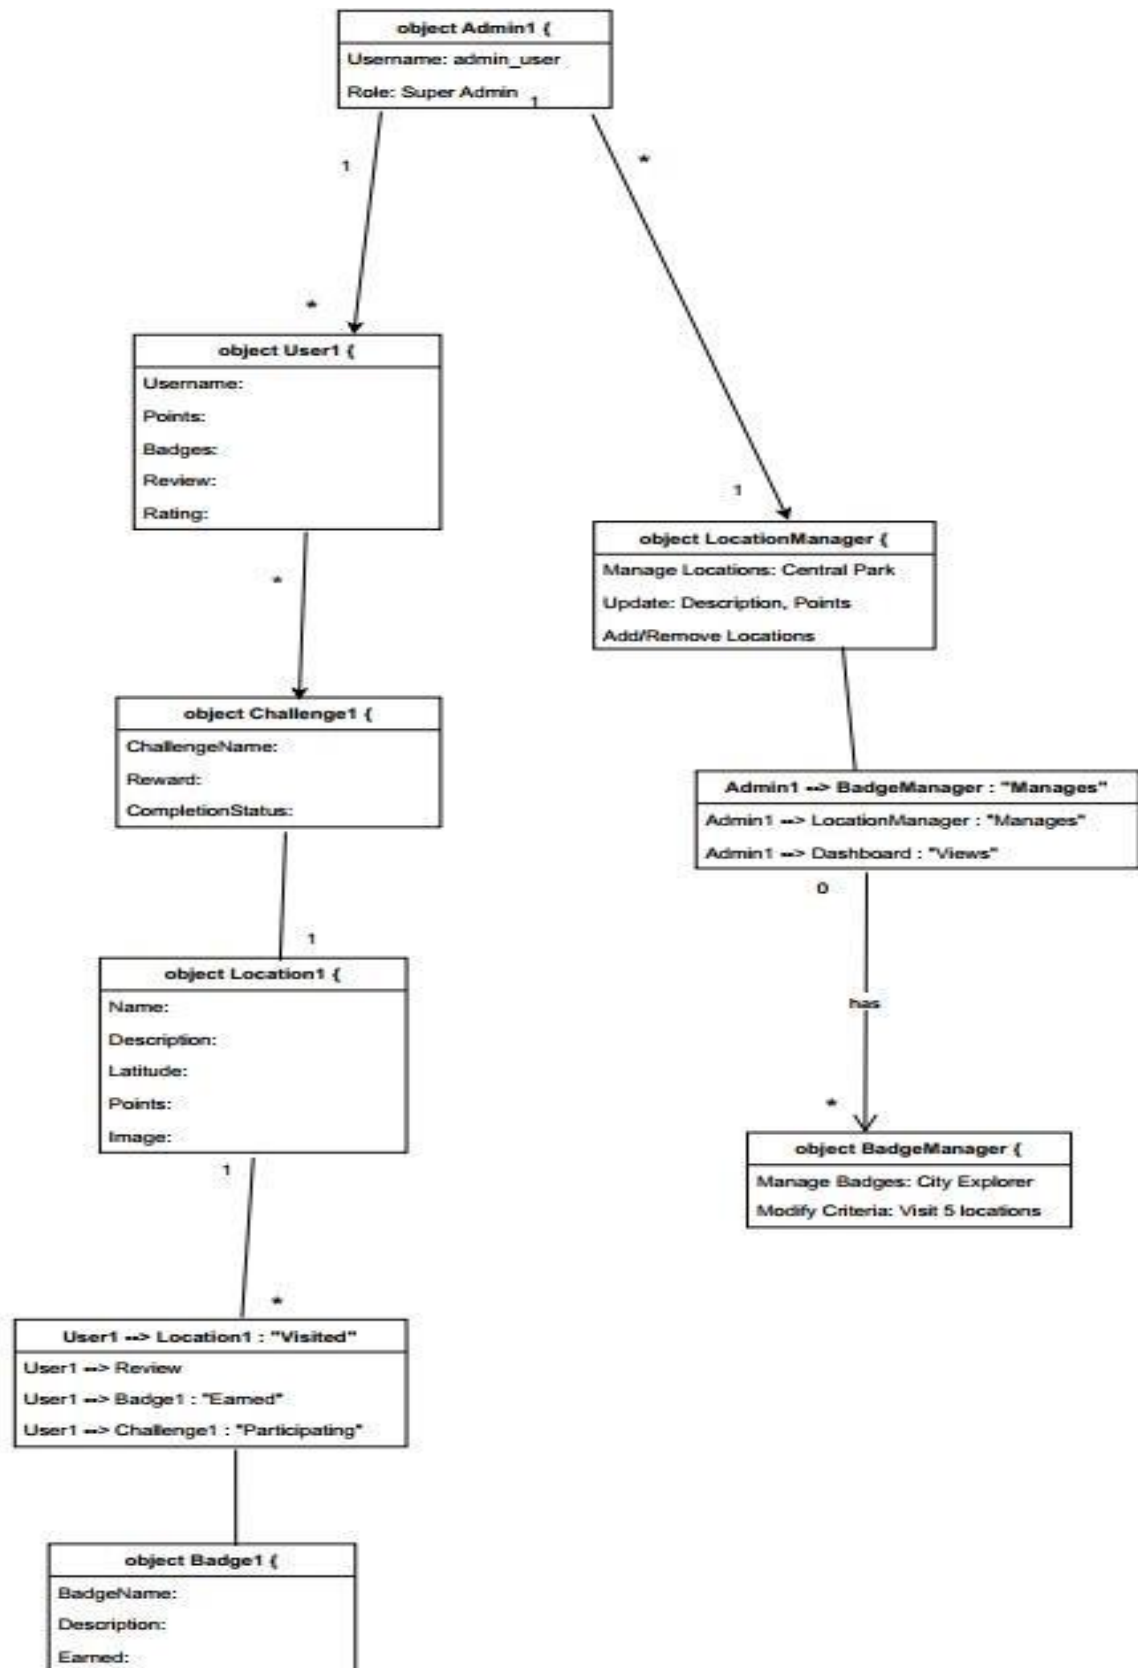 object Admin1 {
Username: admin_user
Role: Super Admin
1
1
*
*
object User1 {
Username:
Points:
Badges:
Review:
Rating:
1
object LocationManager {
Manage Locations: Central Park
Update: Description, Points
Add/Remove Locations
*
object Challenge1 {
ChallengeName:
Reward:
CompletionStatus:
Admin1 --> BadgeManager : "Manages"
Admin1 --> LocationManager : "Manages"
Admin1 --> Dashboard : "Views"
0
1
object Location1 {
Name:
Description:
Latitude:
Points:
Image:
has
*
object BadgeManager {
Manage Badges: City Explorer
Modify Criteria: Visit 5 locations
1
*
User1 --> Location1 : "Visited"
User1 --> Review
User1 --> Badge1 : "Earned"
User1 --> Challenge1 : "Participating"
object Badge1 {
BadgeName:
Description:
Earned: